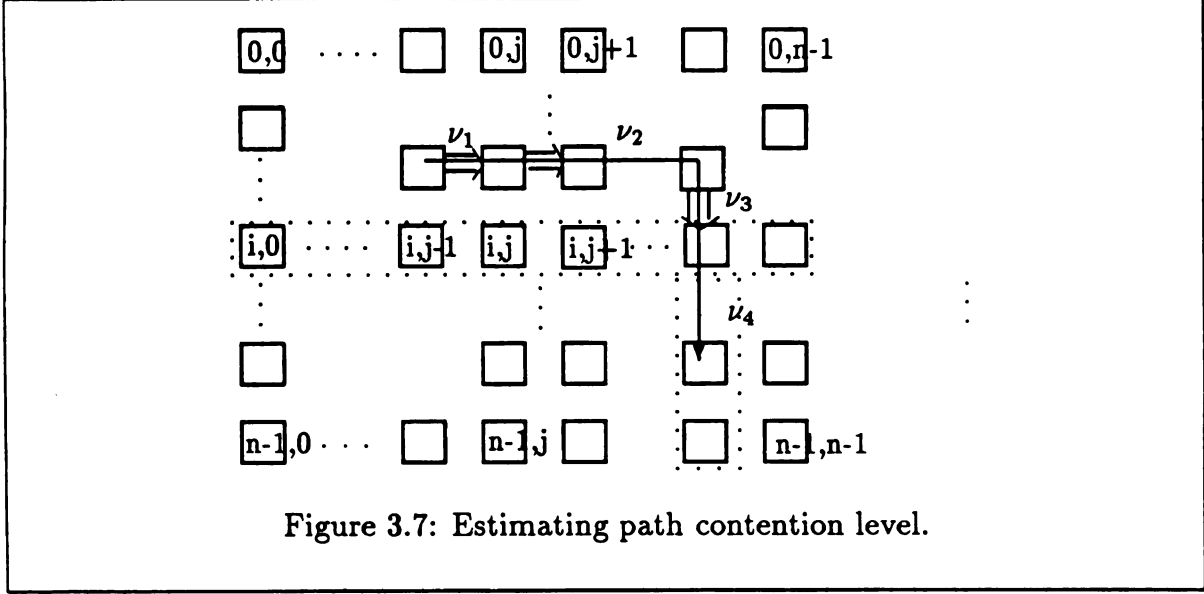 0,0 · · · · 0,j 0,j+1 0,n-1
ν1 ν2
ν3
i,0 · · · · i,j-1 i,j i,j+1 · · ·
ν4
n-1,0 · · · n-1,j n-1,n-1
Figure 3.7: Estimating path contention level.